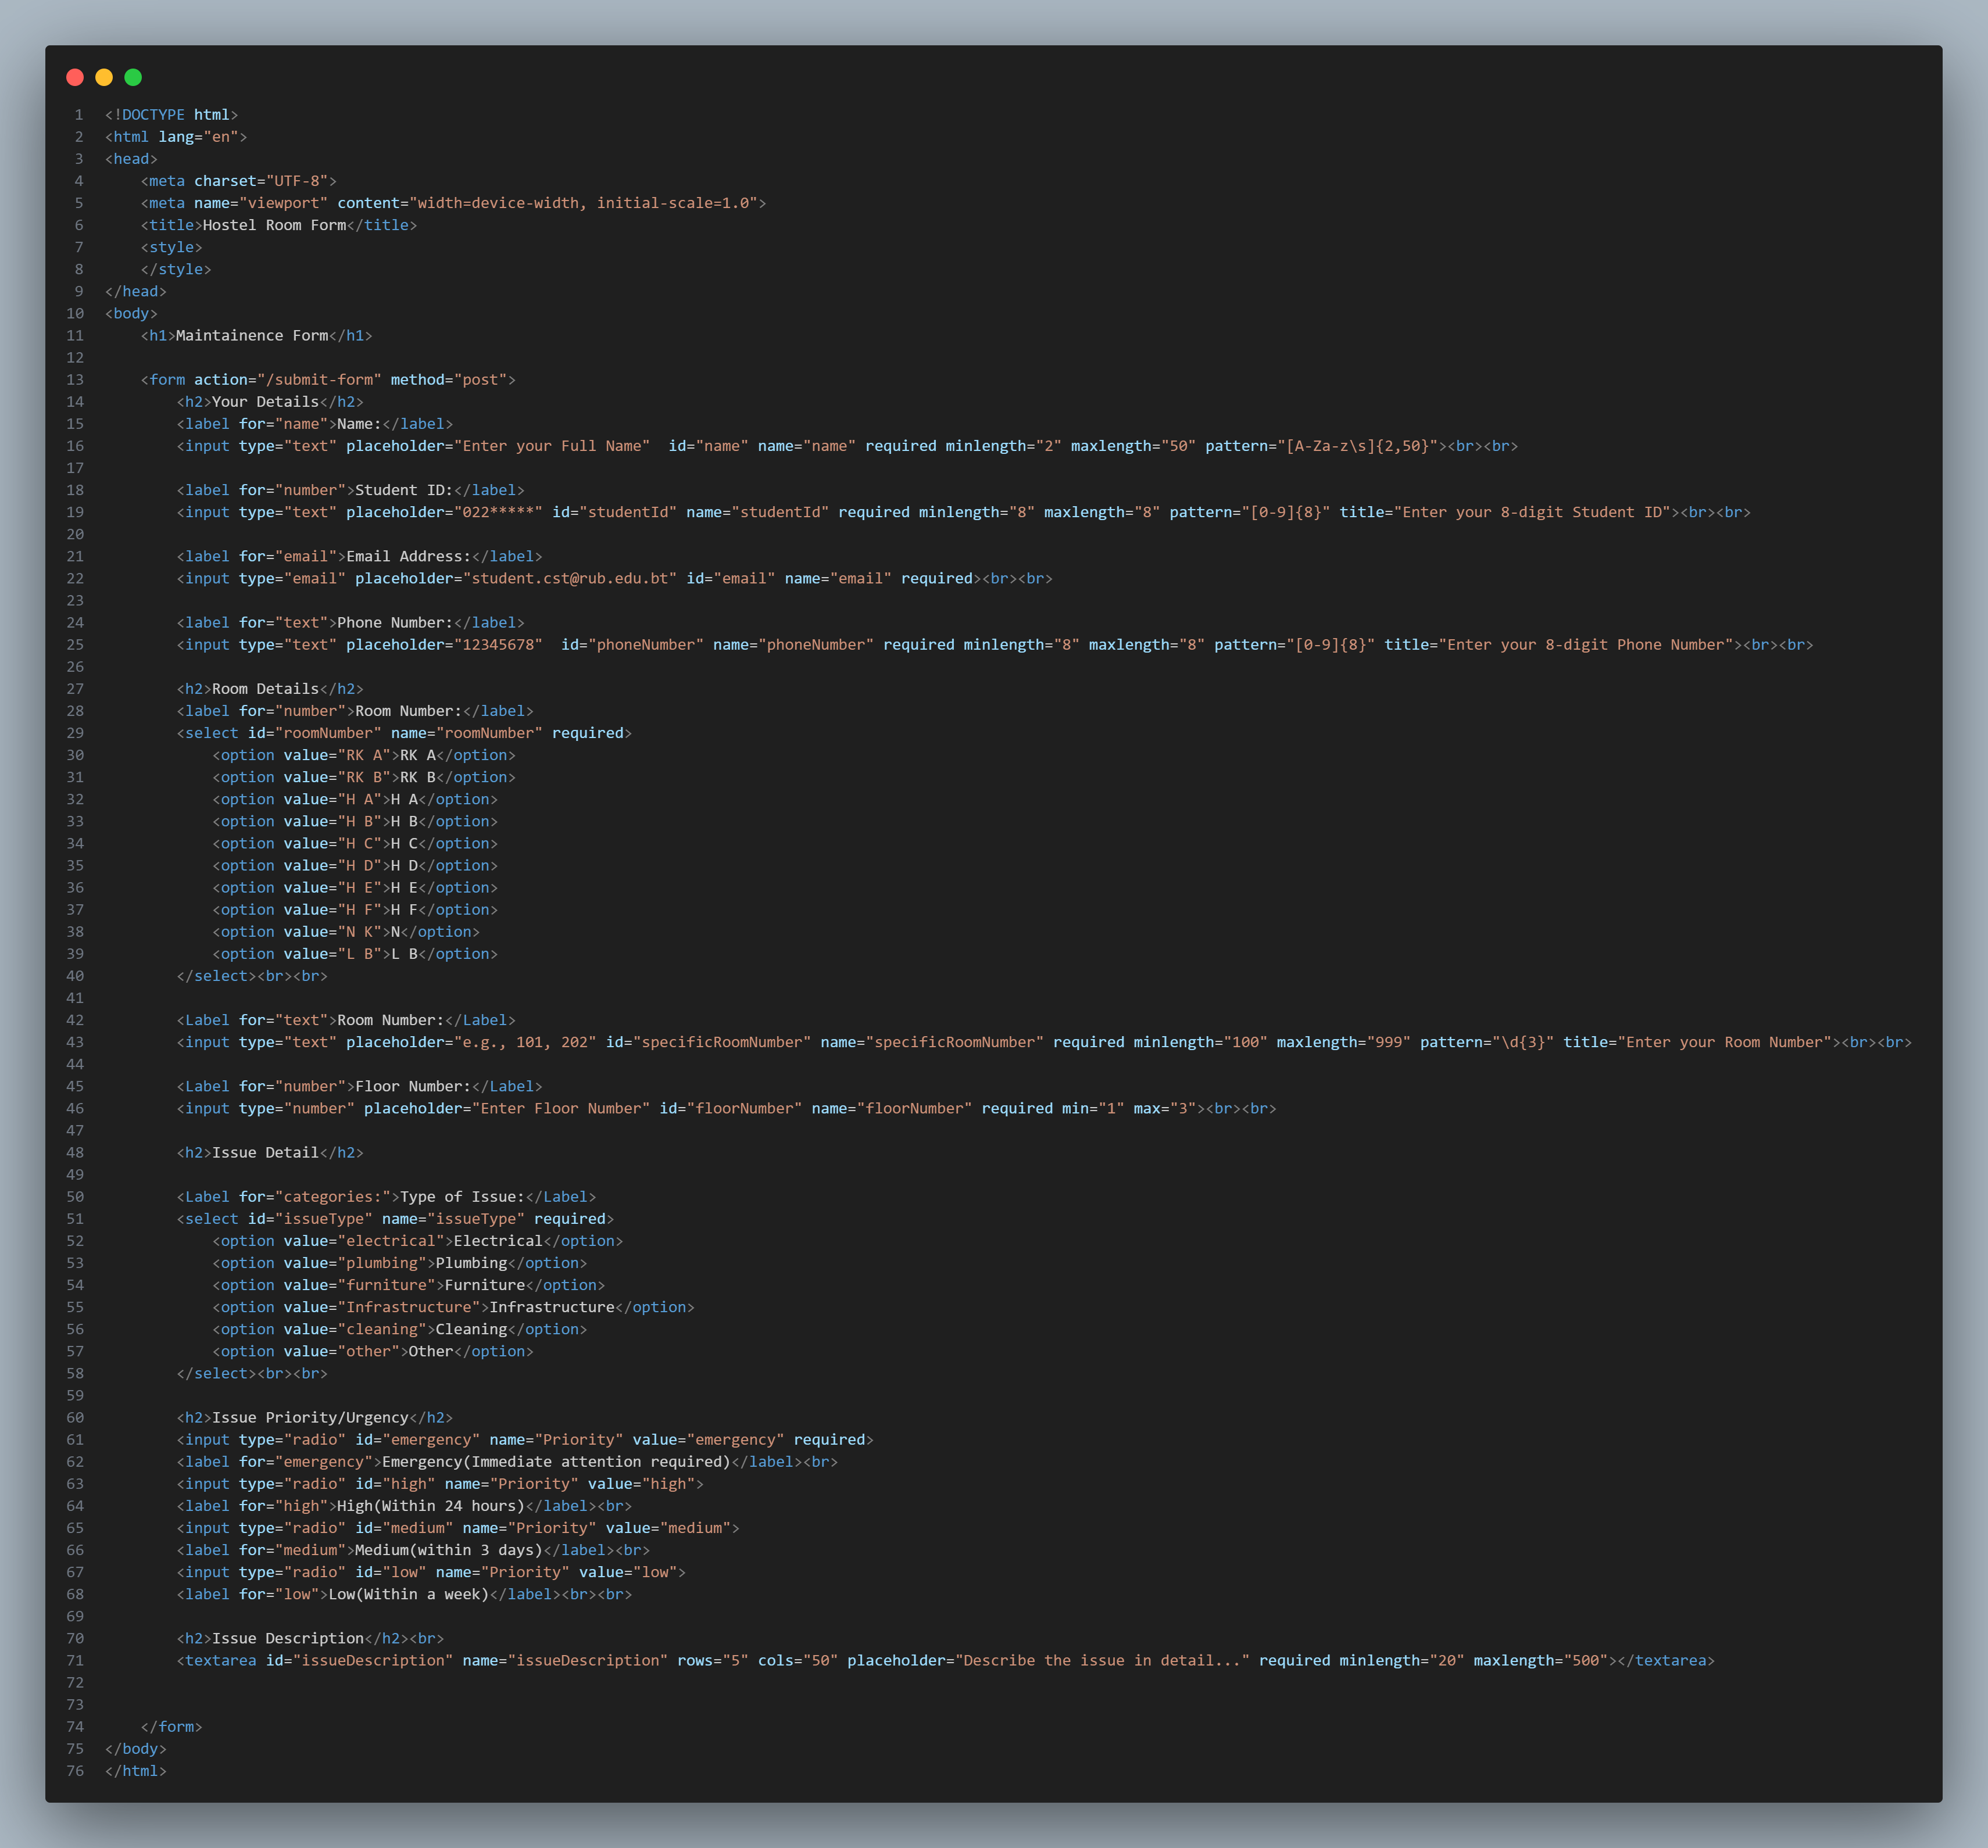 1 <!DOCTYPE html>
2 <html lang="en">
3 <head>
4     <meta charset="UTF-8">
5     <meta name="viewport" content="width=device-width, initial-scale=1.0">
6     <title>Hostel Room Form</title>
7     <style>
8     </style>
9 </head>
10 <body>
11     <h1>Maintainence Form</h1>
12
13     <form action="/submit-form" method="post">
14         <h2>Your Details</h2>
15         <label for="name">Name:</label>
16         <input type="text" placeholder="Enter your Full Name"  id="name" name="name" required minlength="2" maxlength="50" pattern="[A-Za-z\s]{2,50}"><br><br>
17
18         <label for="number">Student ID:</label>
19         <input type="text" placeholder="022*****" id="studentId" name="studentId" required minlength="8" maxlength="8" pattern="[0-9]{8}" title="Enter your 8-digit Student ID"><br><br>
20
21         <label for="email">Email Address:</label>
22         <input type="email" placeholder="student.cst@rub.edu.bt" id="email" name="email" required><br><br>
23
24         <label for="text">Phone Number:</label>
25         <input type="text" placeholder="12345678"  id="phoneNumber" name="phoneNumber" required minlength="8" maxlength="8" pattern="[0-9]{8}" title="Enter your 8-digit Phone Number"><br><br>
26
27         <h2>Room Details</h2>
28         <label for="number">Room Number:</label>
29         <select id="roomNumber" name="roomNumber" required>
30             <option value="RK A">RK A</option>
31             <option value="RK B">RK B</option>
32             <option value="H A">H A</option>
33             <option value="H B">H B</option>
34             <option value="H C">H C</option>
35             <option value="H D">H D</option>
36             <option value="H E">H E</option>
37             <option value="H F">H F</option>
38             <option value="N K">N</option>
39             <option value="L B">L B</option>
40         </select><br><br>
41
42         <Label for="text">Room Number:</Label>
43         <input type="text" placeholder="e.g., 101, 202" id="specificRoomNumber" name="specificRoomNumber" required minlength="100" maxlength="999" pattern="\d{3}" title="Enter your Room Number"><br><br>
44
45         <Label for="number">Floor Number:</Label>
46         <input type="number" placeholder="Enter Floor Number" id="floorNumber" name="floorNumber" required min="1" max="3"><br><br>
47
48         <h2>Issue Detail</h2>
49
50         <Label for="categories:">Type of Issue:</Label>
51         <select id="issueType" name="issueType" required>
52             <option value="electrical">Electrical</option>
53             <option value="plumbing">Plumbing</option>
54             <option value="furniture">Furniture</option>
55             <option value="Infrastructure">Infrastructure</option>
56             <option value="cleaning">Cleaning</option>
57             <option value="other">Other</option>
58         </select><br><br>
59
60         <h2>Issue Priority/Urgency</h2>
61         <input type="radio" id="emergency" name="Priority" value="emergency" required>
62         <label for="emergency">Emergency(Immediate attention required)</label><br>
63         <input type="radio" id="high" name="Priority" value="high">
64         <label for="high">High(Within 24 hours)</label><br>
65         <input type="radio" id="medium" name="Priority" value="medium">
66         <label for="medium">Medium(within 3 days)</label><br>
67         <input type="radio" id="low" name="Priority" value="low">
68         <label for="low">Low(Within a week)</label><br><br>
69
70         <h2>Issue Description</h2><br>
71         <textarea id="issueDescription" name="issueDescription" rows="5" cols="50" placeholder="Describe the issue in detail..." required minlength="20" maxlength="500"></textarea>
72
73
74     </form>
75 </body>
76 </html>